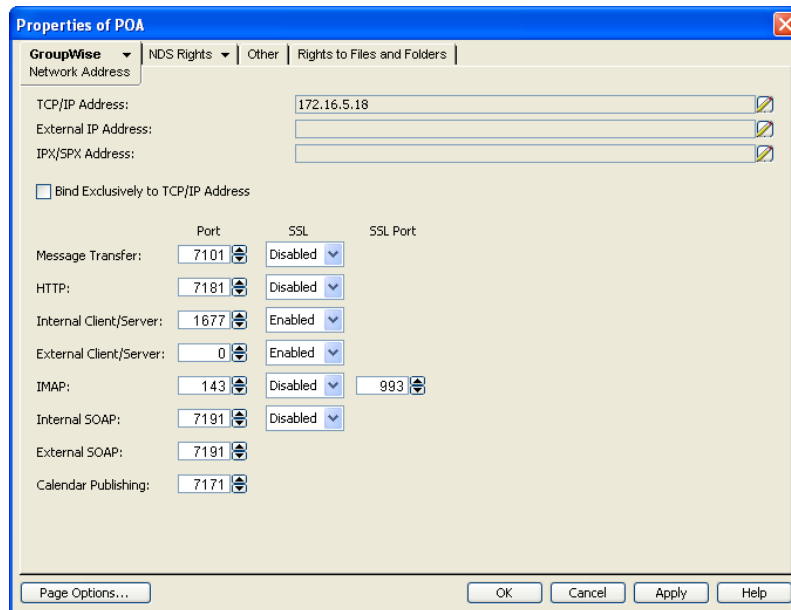 Properties of POA
GroupWise NDS Rights Other Rights to Files and Folders
Network Address
TCP/IP Address: 172.16.5.18
External IP Address:
IPX/SPX Address:
Bind Exclusively to TCP/IP Address
Port SSL SSL Port
Message Transfer: 7101 Disabled
HTTP: 7181 Disabled
Internal Client/Server: 1677 Enabled
External Client/Server: 0 Enabled
IMAP: 143 Disabled 993
Internal SOAP: 7191 Disabled
External SOAP: 7191
Calendar Publishing: 7171
Page Options... OK Cancel Apply Help